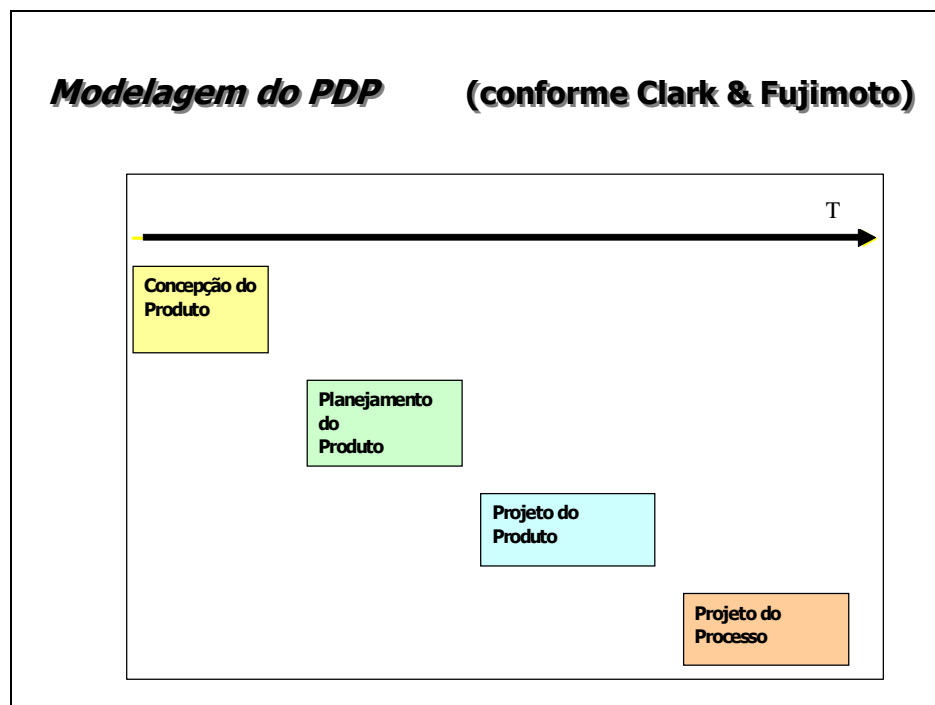 Modelagem do PDP (conforme Clark & Fujimoto)
T
Concepção do
Produto
Planejamento
do
Produto
Projeto do
Produto
Projeto do
Processo